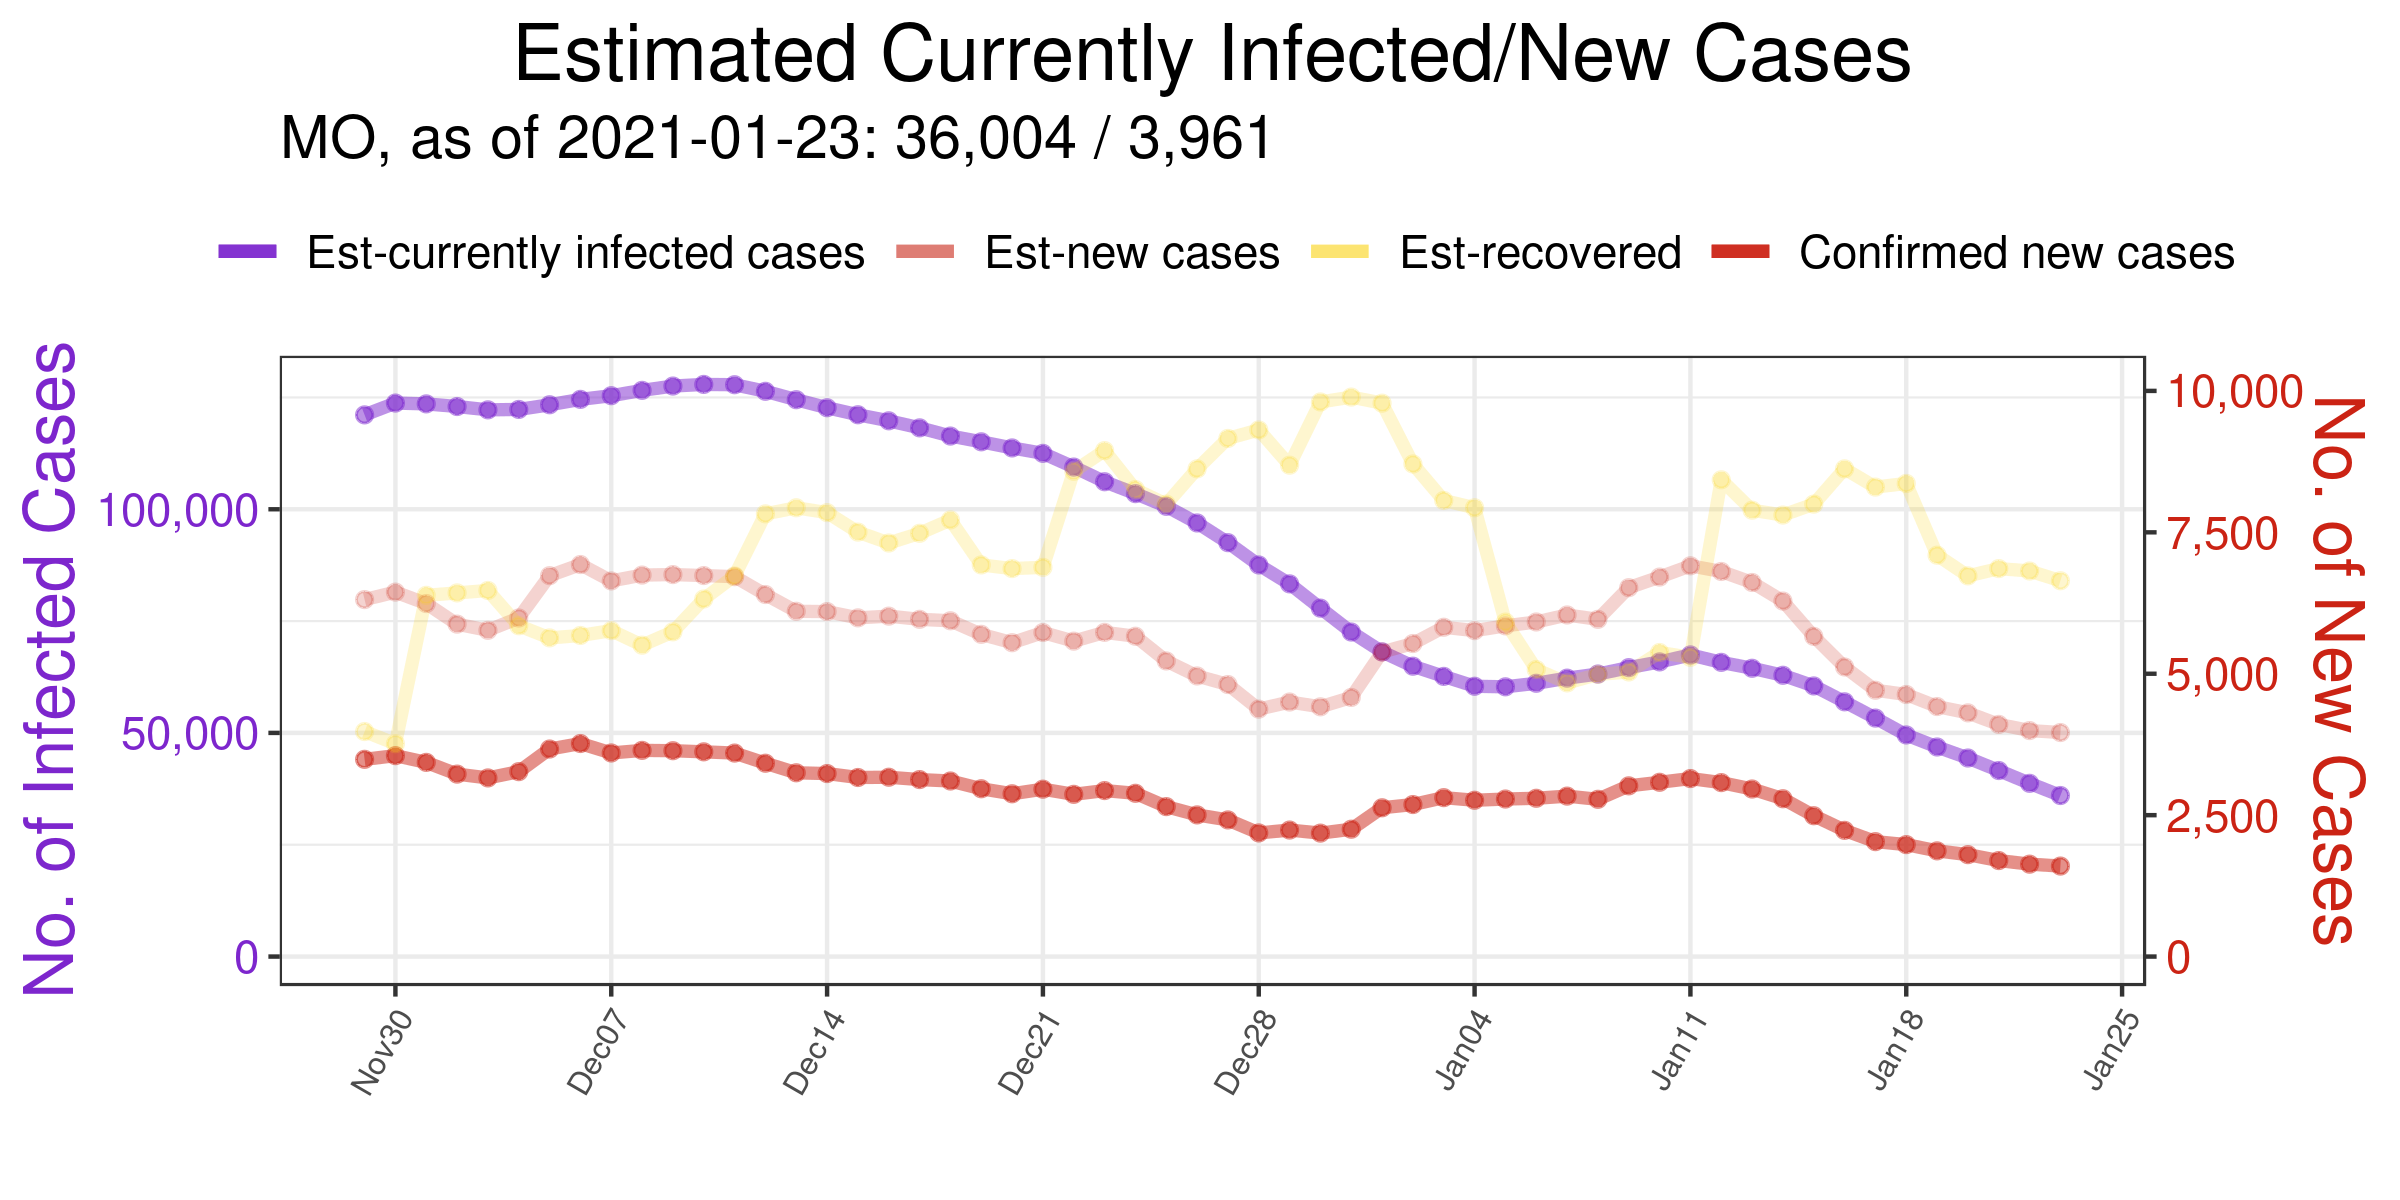 Estimated Currently Infected/New Cases
MO, as of 2021-01-23: 36,004 / 3,961
Est-currently infected cases Est-new cases Est-recovered Confirmed new cases
No. of Infected Cases
100,000
50,000
0
10,000
7,500
5,000
2,500
0
No. of New Cases
Nov30 Dec07 Dec14 Dec21 Dec28 Jan04 Jan11 Jan18 Jan25